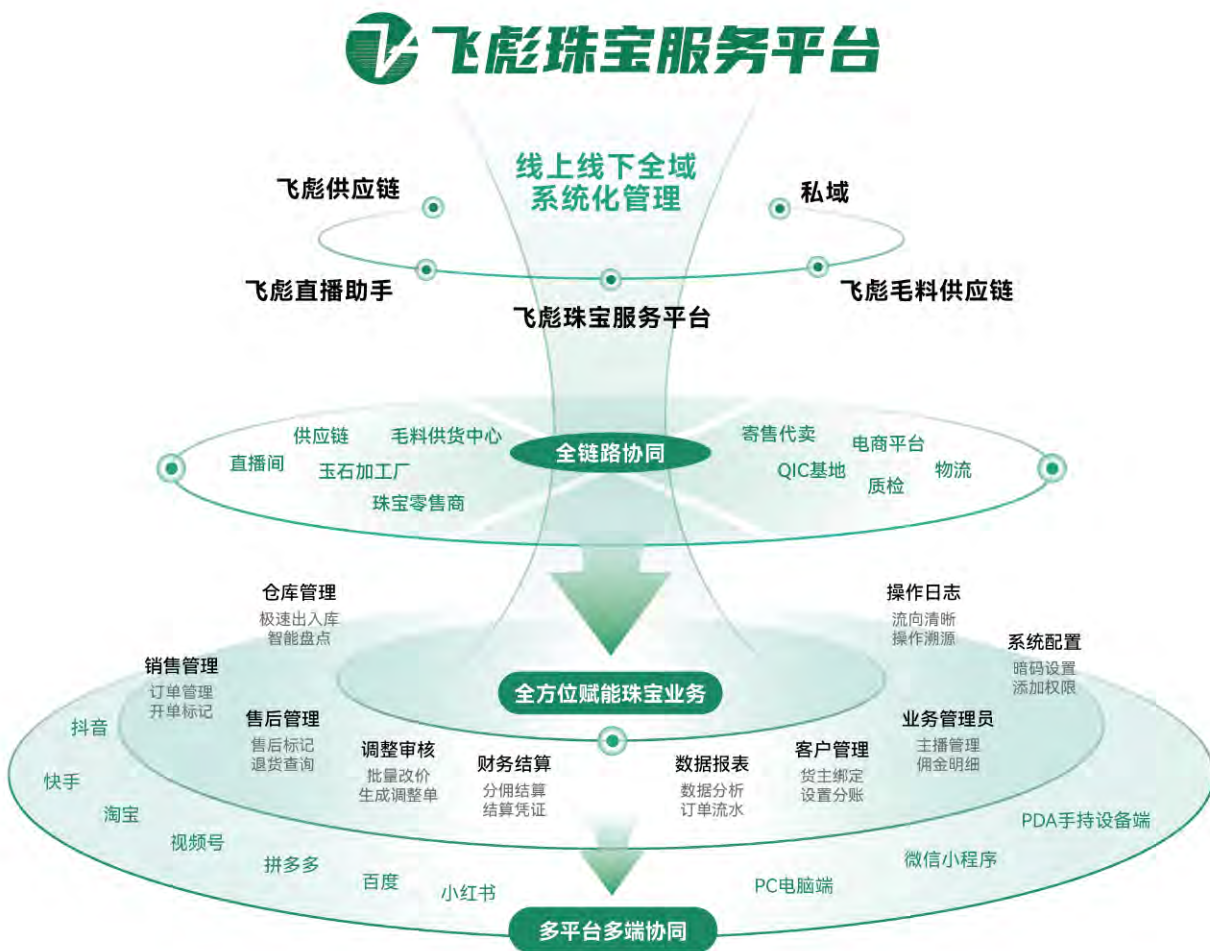 飞彪珠宝服务平台
线上线下全域
系统化管理
飞彪供应链
私域
飞彪直播助手
飞彪毛料供应链
飞彪珠宝服务平台
供应链
毛料供货中心
直播间
玉石加工厂
珠宝零售商
全链路协同
寄售代卖
电商平台
QIC基地
物流
质检
仓库管理
极速出入库
智能盘点
操作日志
流向清晰
操作溯源
销售管理
订单管理
开单标记
系统配置
暗码设置
添加权限
全方位赋能珠宝业务
售后管理
售后标记
退货查询
调整审核
批量改价
生成调整单
财务结算
分佣结算
结算凭证
数据报表
数据分析
订单流水
客户管理
货主绑定
设置分账
业务管理员
主播管理
佣金明细
抖音
快手
淘宝
视频号
拼多多
百度
小红书
PC电脑端
微信小程序
PDA手持设备端
多平台多端协同